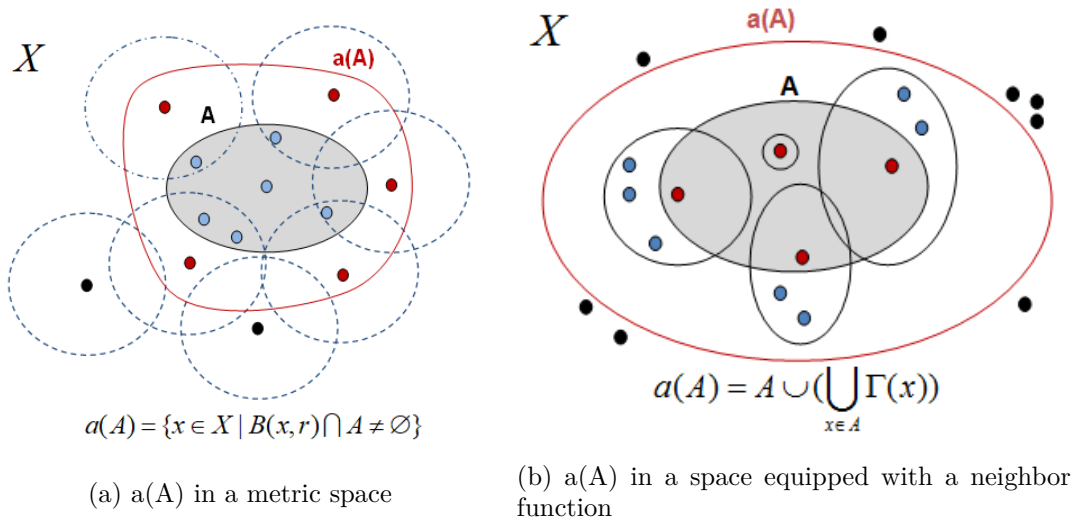 X
a(A)
A
a(A) = {x ∈ X | B(x,r) ⋂ A ≠ ∅}
(a) a(A) in a metric space
X
a(A)
A
a(A) = A ∪ (⋃ Γ(x))
x∈A
(b) a(A) in a space equipped with a neighbor
function